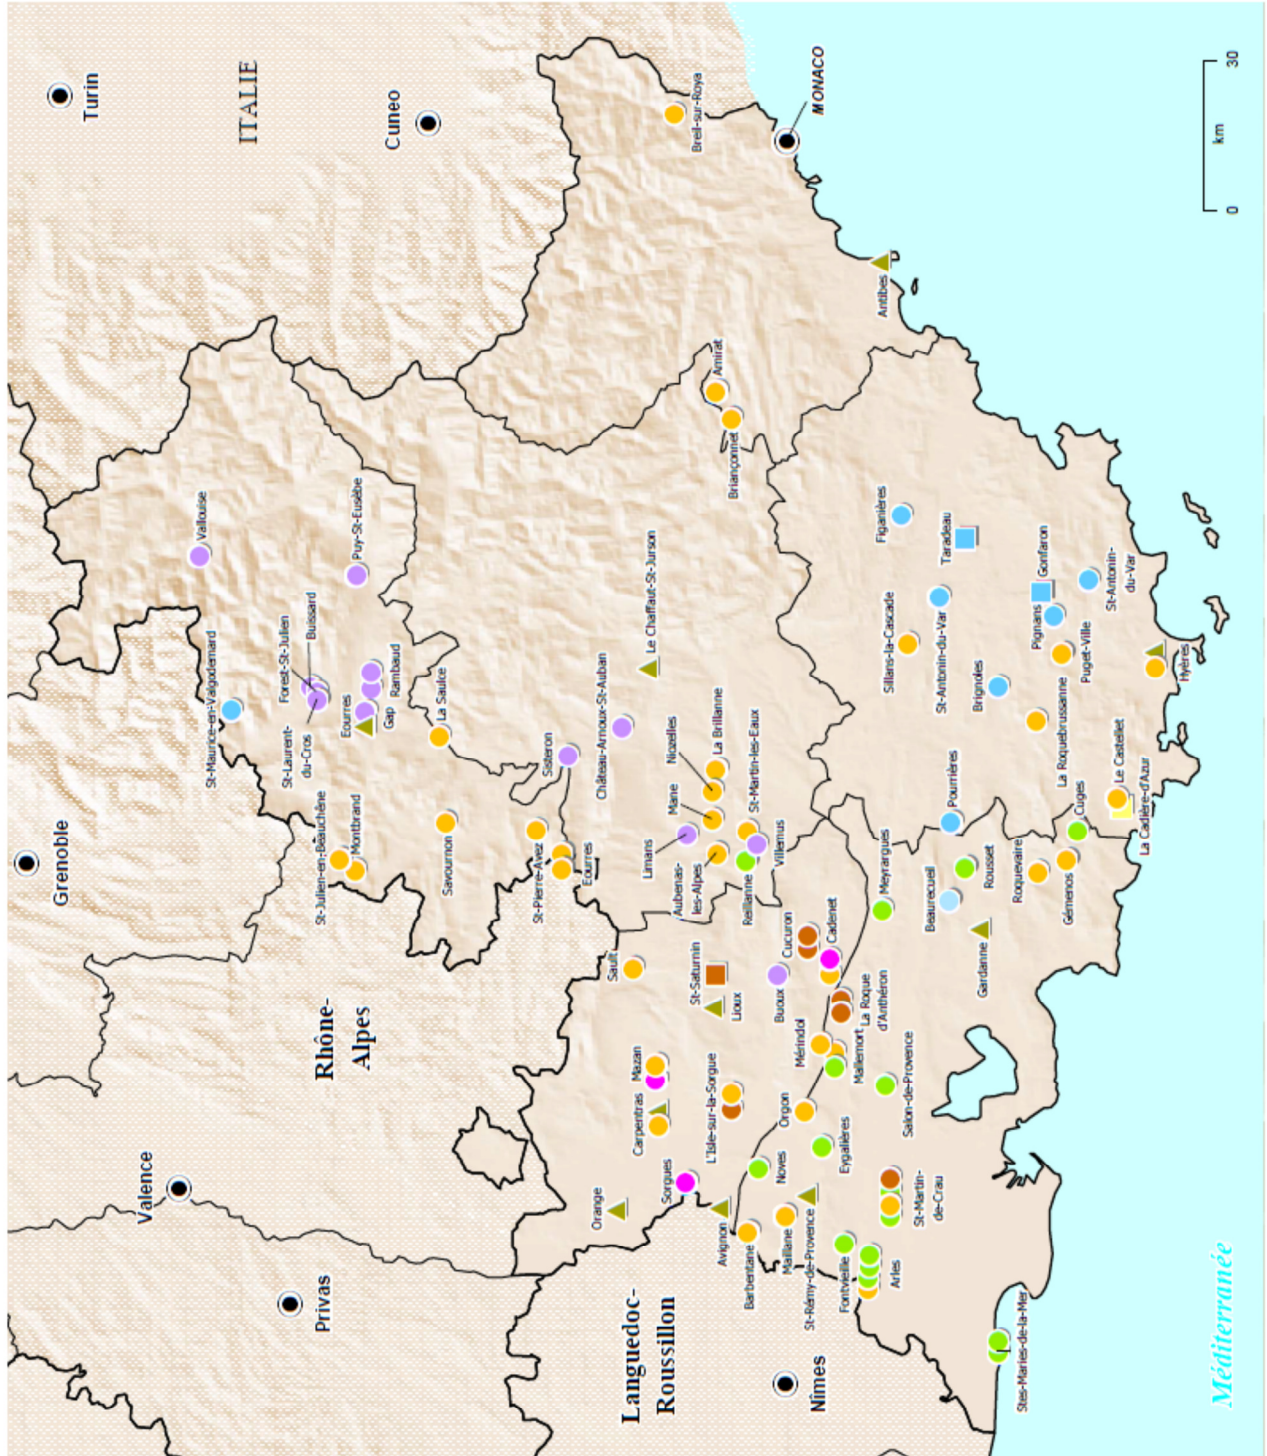 Turin
ITALIE
Cuneo
Grenoble
Breil-sur-Roya
MONACO
30
km
0
Antibes
Amirat
Briançonnet
Vallouise
Puy-St-Eusèbe
St-Maurice-en-Valgodemard
Forest-St-Julien
Buissard
St-Laurent-
du-Cros
Eourres
Gap
Rambaud
La Saulce
St-Julien-en-Beauchêne
Montbrand
Savournon
St-Pierre-Avez
Eourres
Sisteron
Château-Arnoux-St-Auban
Le Chaffaut-St-Jurson
Niozelles
La Brillanne
Mane
St-Martin-les-Eaux
Limans
Aubenas-
les-Alpes
Reillanne
Villemus
Figanières
Taradeau
Sillans-la-Cascade
St-Antonin-du-Var
Gonfaron
Pignans
St-Antonin-
du-Var
Puget-Ville
Brignoles
Hyères
La Roquebrussanne
Pourrières
Le Castellet
La Cadière-d'Azur
Cuges
Rhône-
Alpes
Sault
St-Saturnin
Lioux
Buoux
Cucuron
Cadenet
Meyrargues
Beaurecueil
Rousset
Roquevaire
Gémenos
Gardanne
La Roque
d'Anthéron
Mérindol
Mallemort
Salon-de-Provence
Mazan
Carpentras
L'Isle-sur-la-Sorgue
Orgon
Eygalières
Valence
Orange
Sorgues
Noves
Avignon
Barbentane
Maillane
St-Rémy-de-Provence
Fontvieille
Arles
St-Martin-
de-Crau
Privas
Languedoc-
Roussillon
Nîmes
Stes-Maries-de-la-Mer
Méditerranée